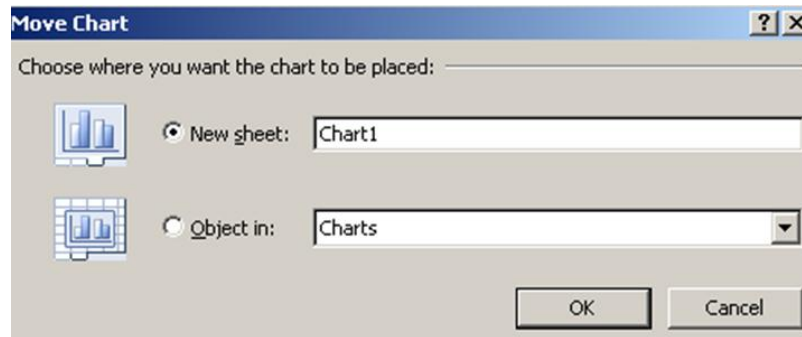 Move Chart
Choose where you want the chart to be placed:
New sheet: Chart1
Object in: Charts
OK Cancel